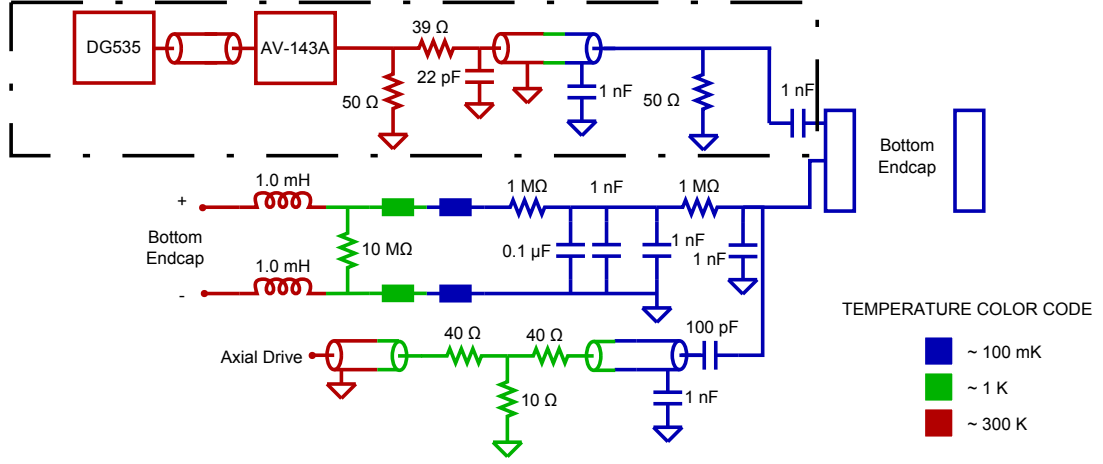 DG535
AV-143A
39 Ω
22 pF
50 Ω
1 nF
50 Ω
1 nF
Bottom
Endcap
1.0 mH
+
Bottom
Endcap
-
1.0 mH
10 MΩ
1 MΩ
1 nF
1 MΩ
0.1 µF
1 nF
1 nF
Axial Drive
40 Ω
40 Ω
10 Ω
100 pF
1 nF
TEMPERATURE COLOR CODE
~ 100 mK
~ 1 K
~ 300 K